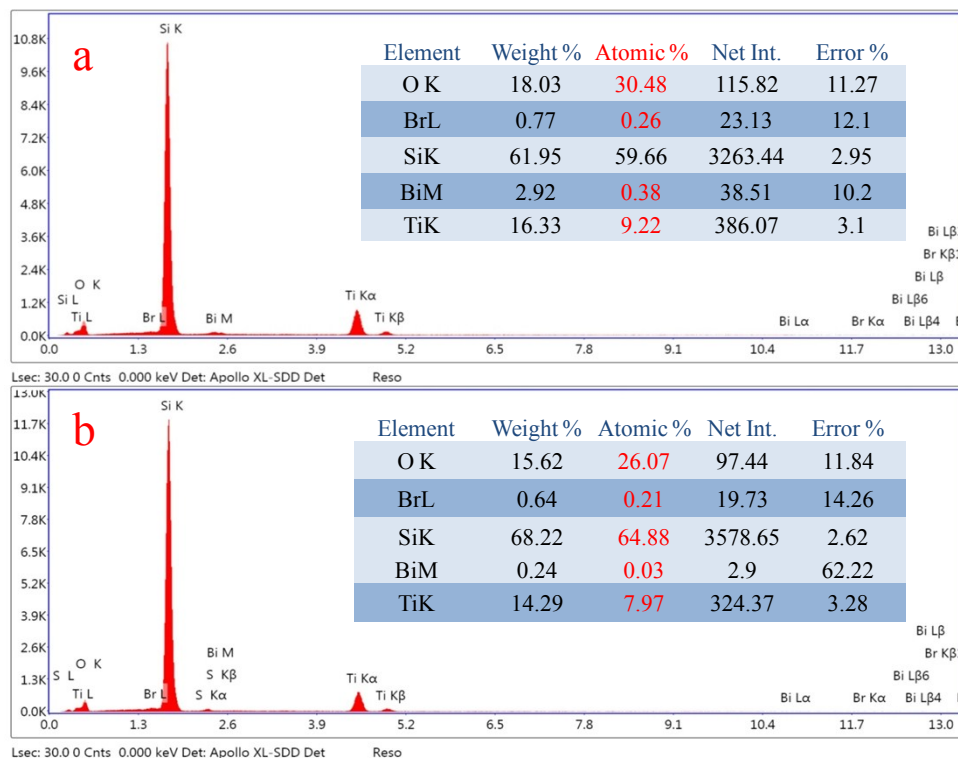 a
Si K
10.8K
9.6K
8.4K
7.2K
6.0K
4.8K
3.6K
2.4K
1.2K
0.0K
Element Weight % Atomic % Net Int. Error %
O K 18.03 30.48 115.82 11.27
BrL 0.77 0.26 23.13 12.1
SiK 61.95 59.66 3263.44 2.95
BiM 2.92 0.38 38.51 10.2
TiK 16.33 9.22 386.07 3.1
O K
Si L
Ti L
Br L
Bi M
Ti Kα
Ti Kβ
Bi Lβ
Br Kβ
Bi Lβ
Bi Lβ6
Bi Lα
Br Kα
Bi Lβ4
0.0 1.3 2.6 3.9 5.2 6.5 7.8 9.1 10.4 11.7 13.0
Lsec: 30.0 0 Cnts 0.000 keV Det: Apollo XL-SDD Det Reso
b
Si K
13.0K
11.7K
10.4K
9.1K
7.8K
6.5K
5.2K
3.9K
2.6K
1.3K
0.0K
Element Weight % Atomic % Net Int. Error %
O K 15.62 26.07 97.44 11.84
BrL 0.64 0.21 19.73 14.26
SiK 68.22 64.88 3578.65 2.62
BiM 0.24 0.03 2.9 62.22
TiK 14.29 7.97 324.37 3.28
O K
S L
Ti L
Br L
Bi M
S Kβ
S Kα
Ti Kα
Ti Kβ
Bi Lβ
Br Kβ
Bi Lβ6
Bi Lα
Br Kα
Bi Lβ4
0.0 1.3 2.6 3.9 5.2 6.5 7.8 9.1 10.4 11.7 13.0
Lsec: 30.0 0 Cnts 0.000 keV Det: Apollo XL-SDD Det Reso